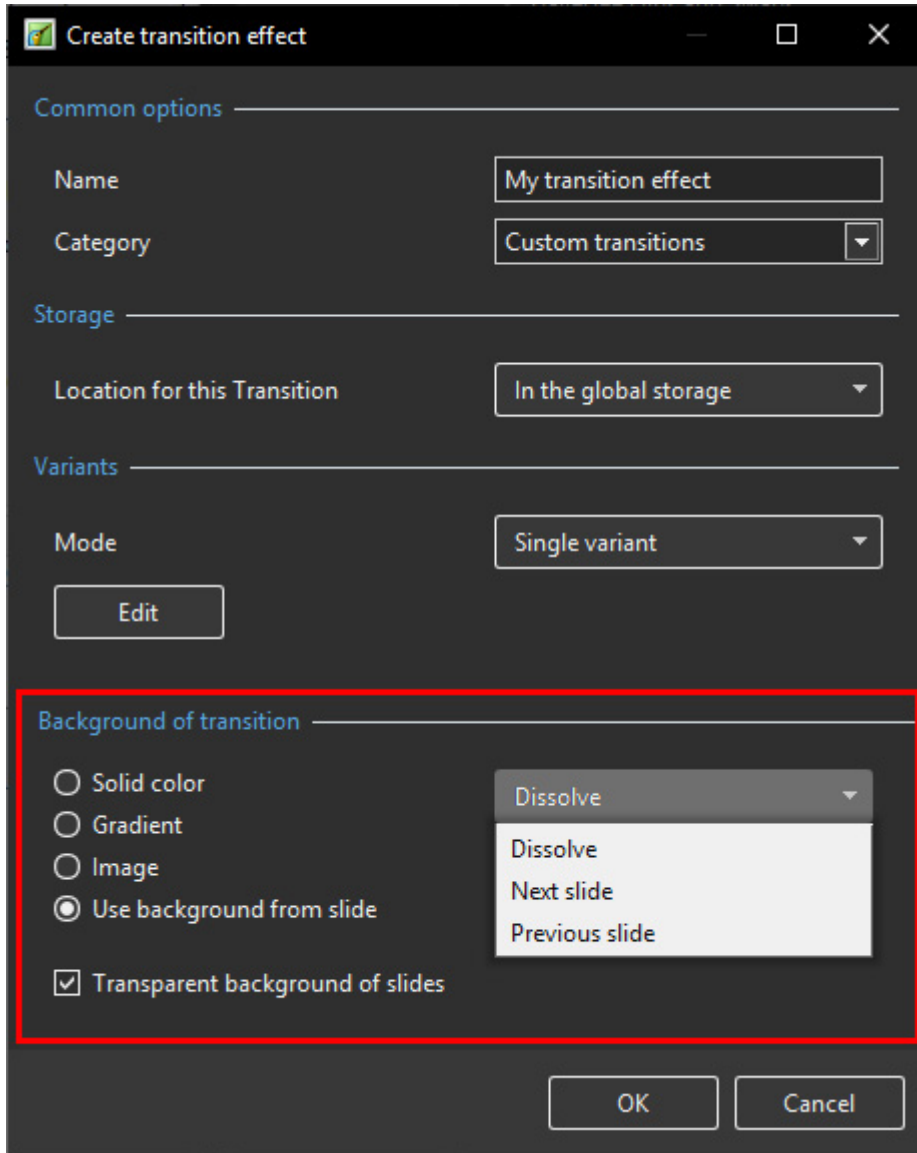 Create transition effect
Common options
Name
My transition effect
Category
Custom transitions
Storage
Location for this Transition
In the global storage
Variants
Mode
Single variant
Edit
Background of transition
Solid color
Dissolve
Gradient
Dissolve
Image
Next slide
Use background from slide
Previous slide
Transparent background of slides
OK
Cancel